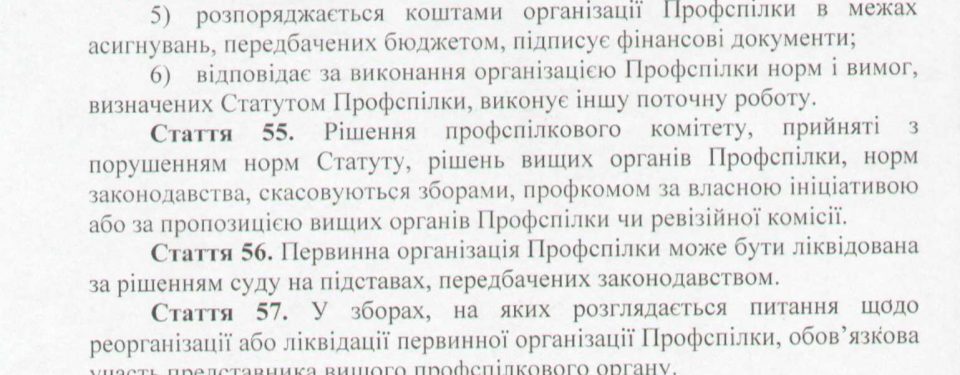 5) розпоряджається коштами організації Профспілки в межах
асигнувань, передбачених бюджетом, підписує фінансові документи;
6) відповідає за виконання організацією Профспілки норм і вимог,
визначених Статутом Профспілки, виконує іншу поточну роботу.
Стаття 55. Рішення профспілкового комітету, прийняті з
порушенням норм Статуту, рішень вищих органів Профспілки, норм
законодавства, скасовуються зборами, профкомом за власною ініціативою
або за пропозицією вищих органів Профспілки чи ревізійної комісії.
Стаття 56. Первинна організація Профспілки може бути ліквідована
за рішенням суду на підставах, передбачених законодавством.
Стаття 57. У зборах, на яких розглядається питання щодо
реорганізації або ліквідації первинної організації Профспілки, обов’язкова
участь представника вищого профспілкового органу.